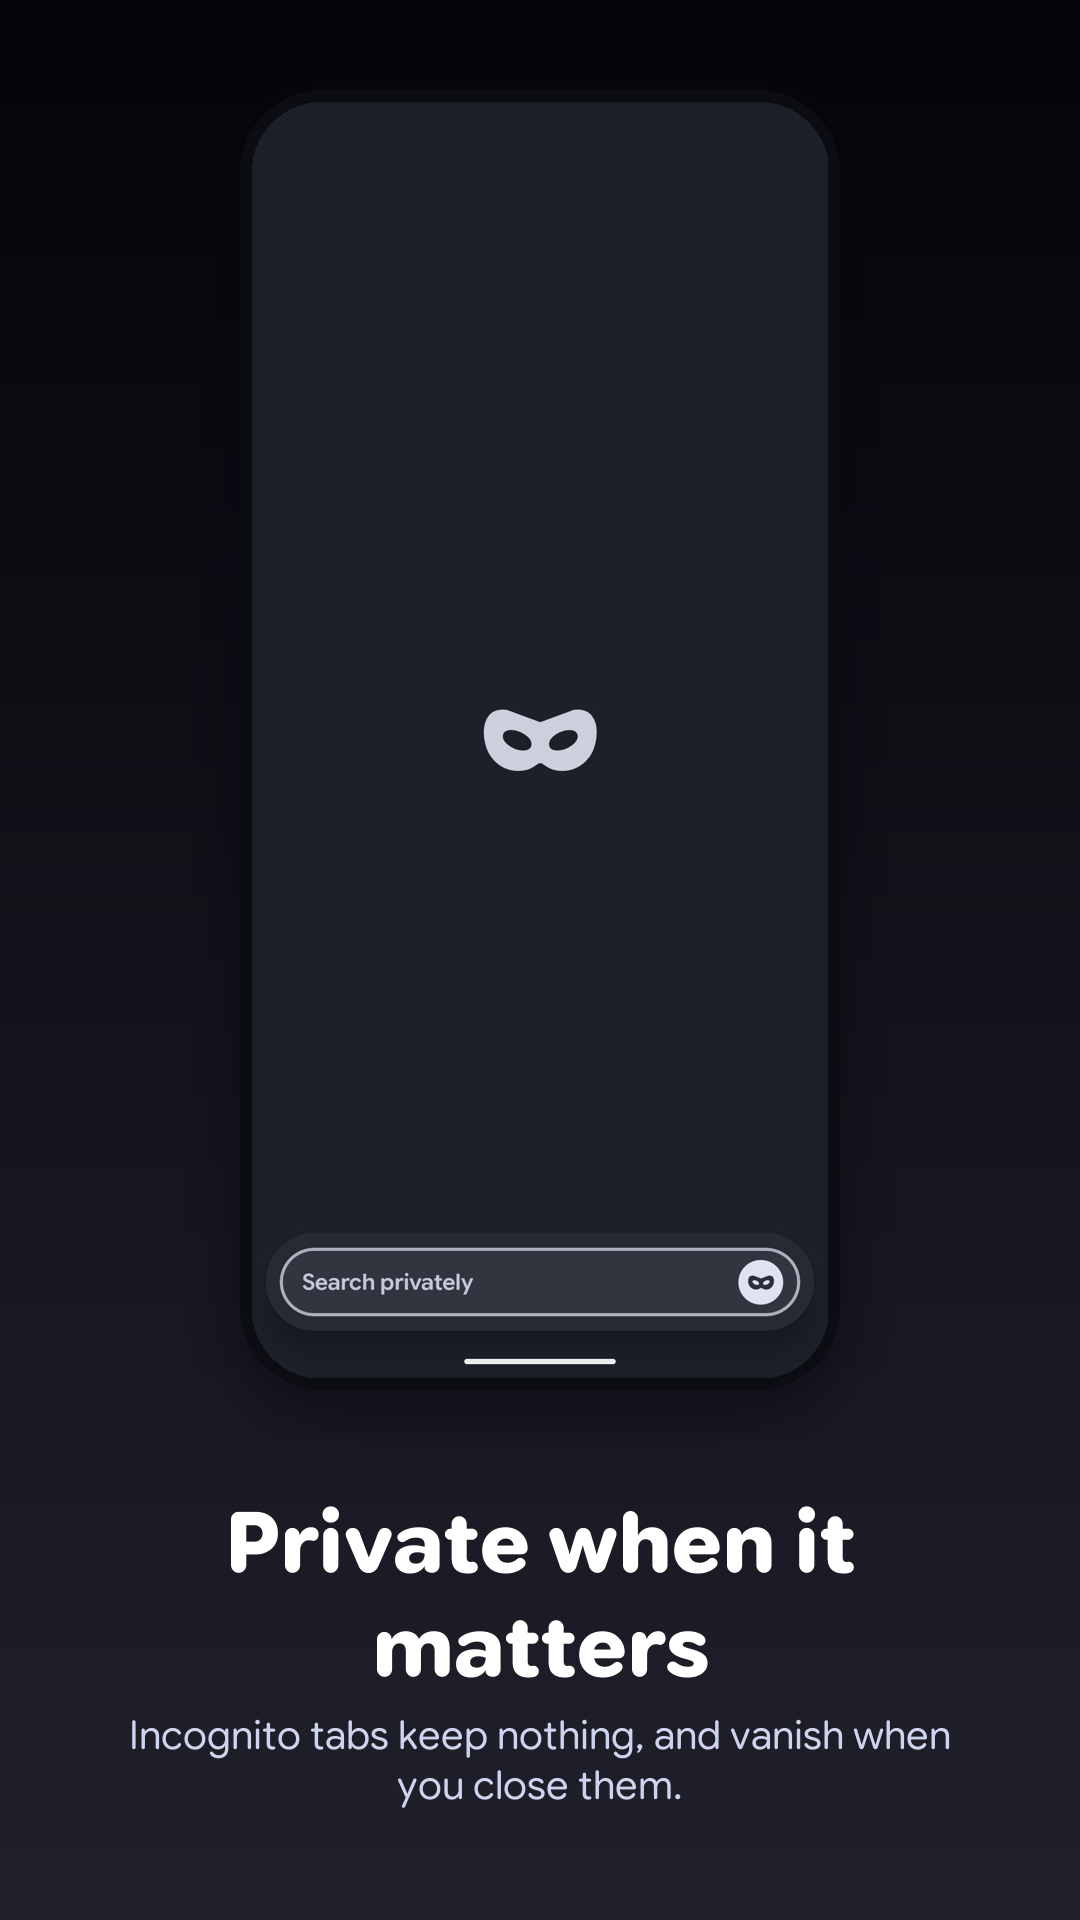 Search privately
Private when it
matters
Incognito tabs keep nothing, and vanish when
you close them.